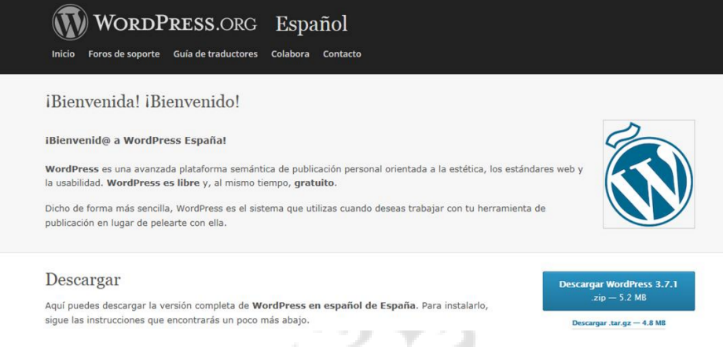 WORDPRESS.ORG Español
Inicio Foros de soporte Guía de traductores Colabora Contacto
¡Bienvenida! ¡Bienvenido!
¡Bienvenid@ a WordPress España!
WordPress es una avanzada plataforma semántica de publicación personal orientada a la estética, los estándares web y
la usabilidad. WordPress es libre y, al mismo tiempo, gratuito.
Dicho de forma más sencilla, WordPress es el sistema que utilizas cuando deseas trabajar con tu herramienta de
publicación en lugar de pelearte con ella.
Descargar
Aquí puedes descargar la versión completa de WordPress en español de España. Para instalarlo,
sigue las instrucciones que encontrarás un poco más abajo.
Descargar WordPress 3.7.1
.zip — 5.2 MB
Descargar .tar.gz — 4.8 MB